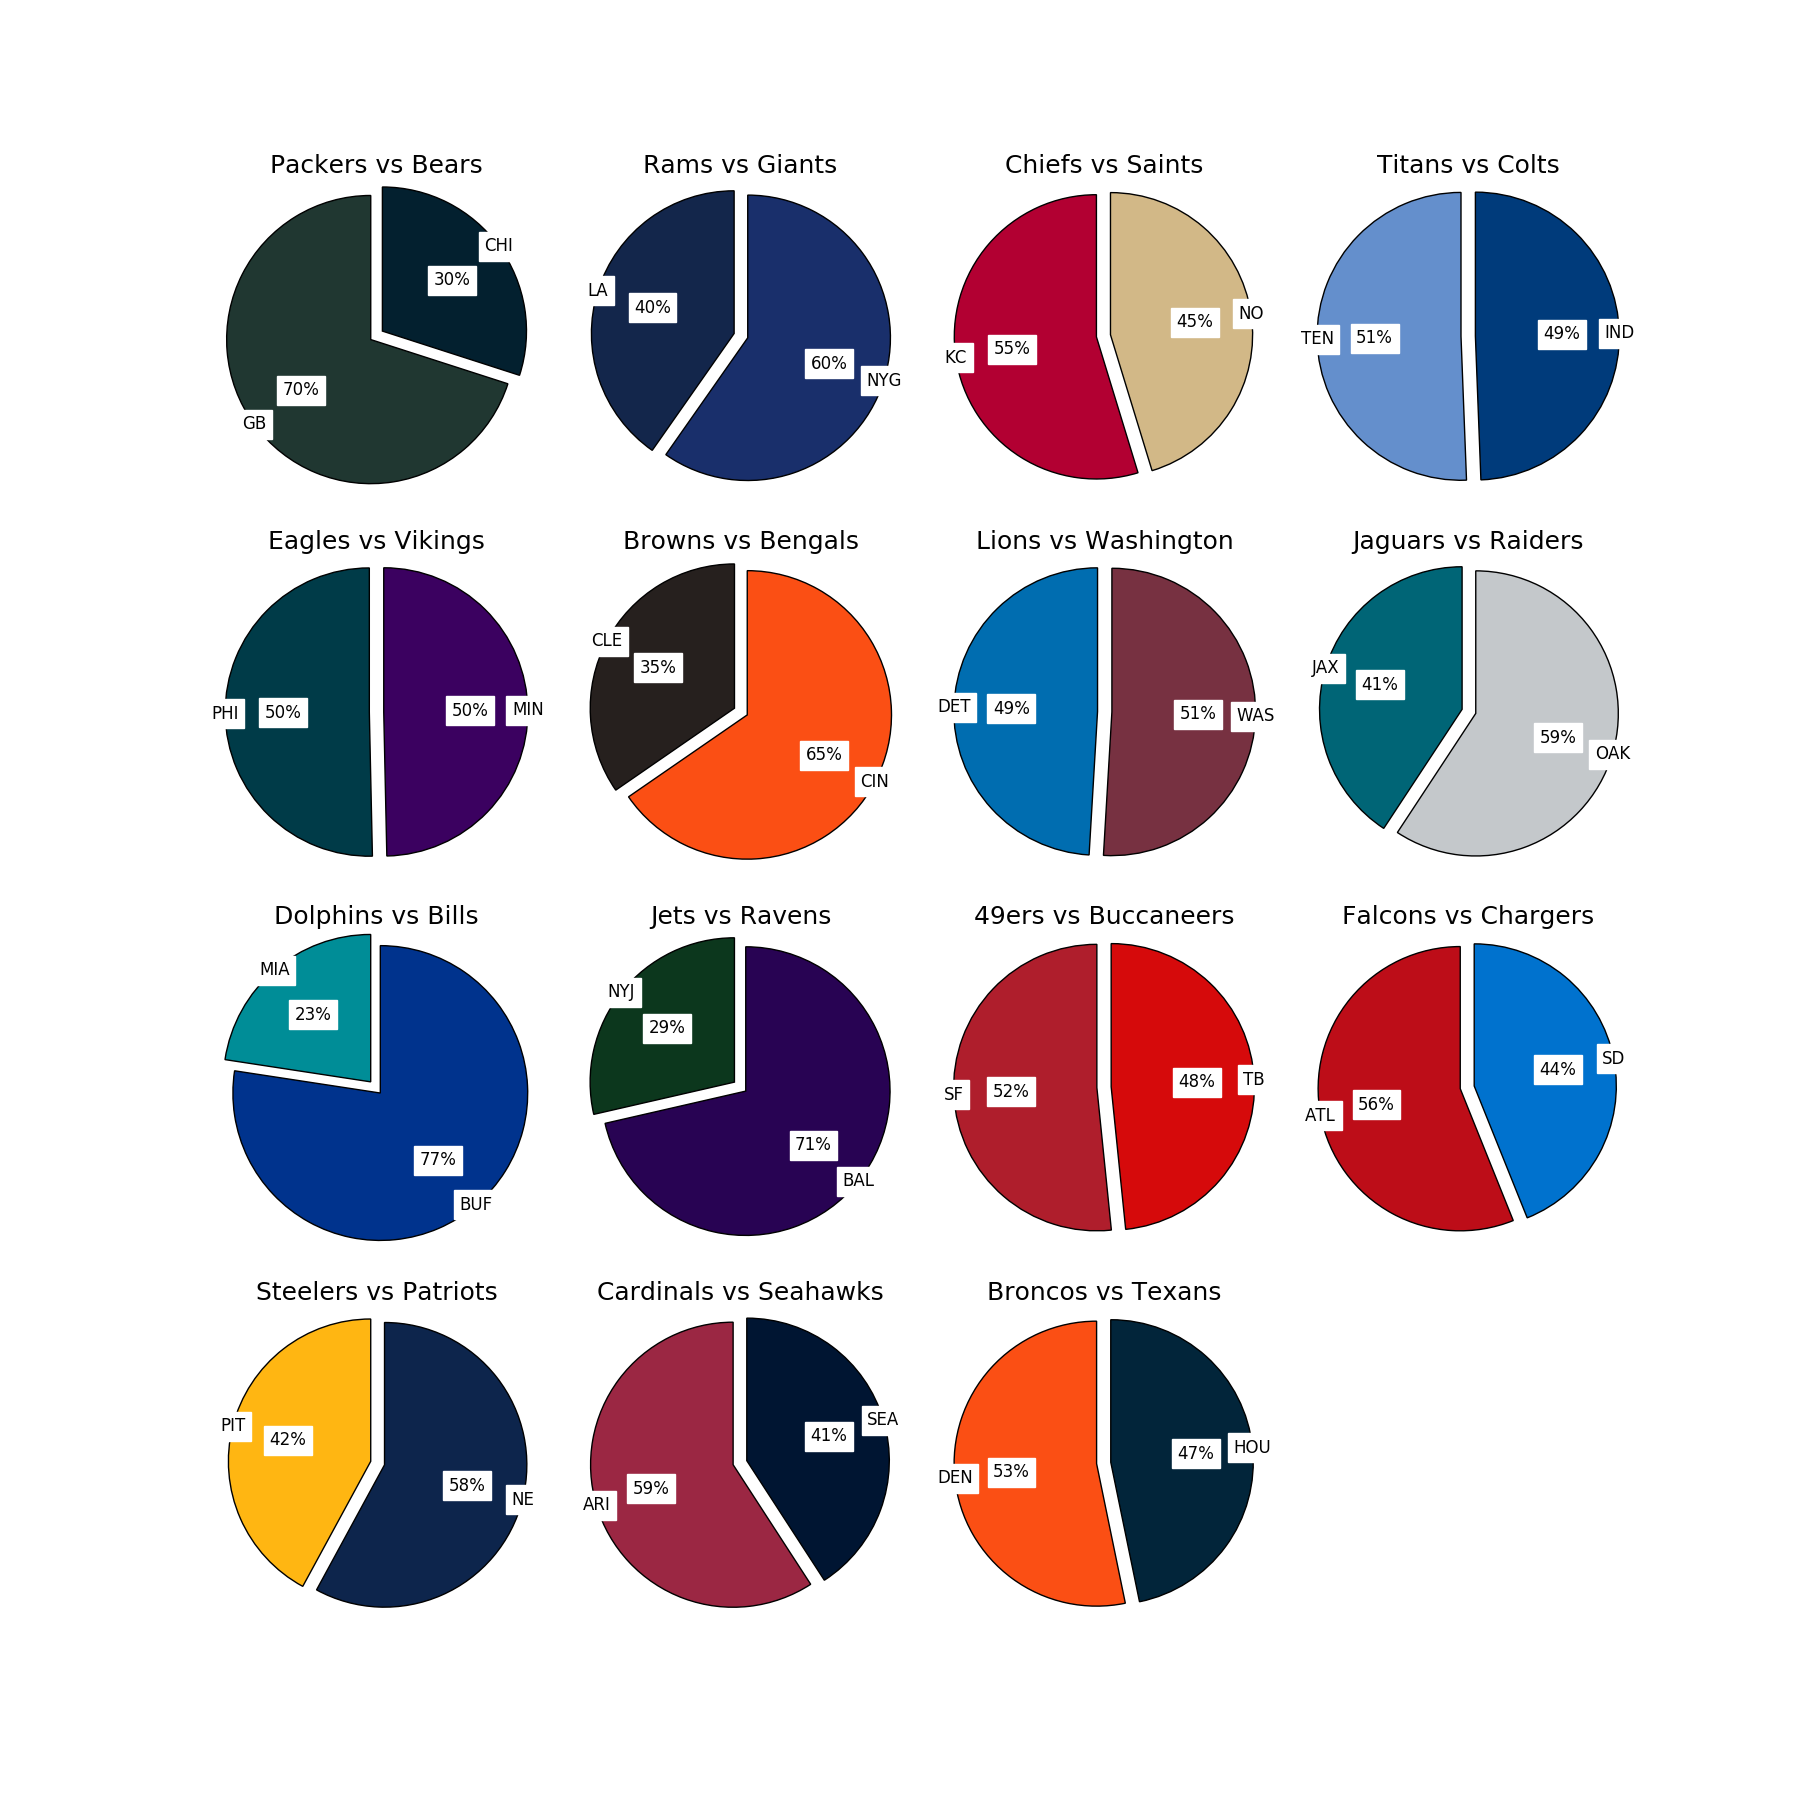 Packers vs Bears
CHI
30%
70%
GB
Rams vs Giants
LA
40%
60%
NYG
Chiefs vs Saints
NO
45%
55%
KC
Titans vs Colts
TEN
51%
49%
IND
Eagles vs Vikings
PHI
50%
50%
MIN
Browns vs Bengals
CLE
35%
65%
CIN
Lions vs Washington
DET
49%
51%
WAS
Jaguars vs Raiders
JAX
41%
59%
OAK
Dolphins vs Bills
MIA
23%
77%
BUF
Jets vs Ravens
NYJ
29%
71%
BAL
49ers vs Buccaneers
SF
52%
48%
TB
Falcons vs Chargers
SD
44%
56%
ATL
Steelers vs Patriots
PIT
42%
58%
NE
Cardinals vs Seahawks
SEA
41%
59%
ARI
Broncos vs Texans
HOU
47%
53%
DEN